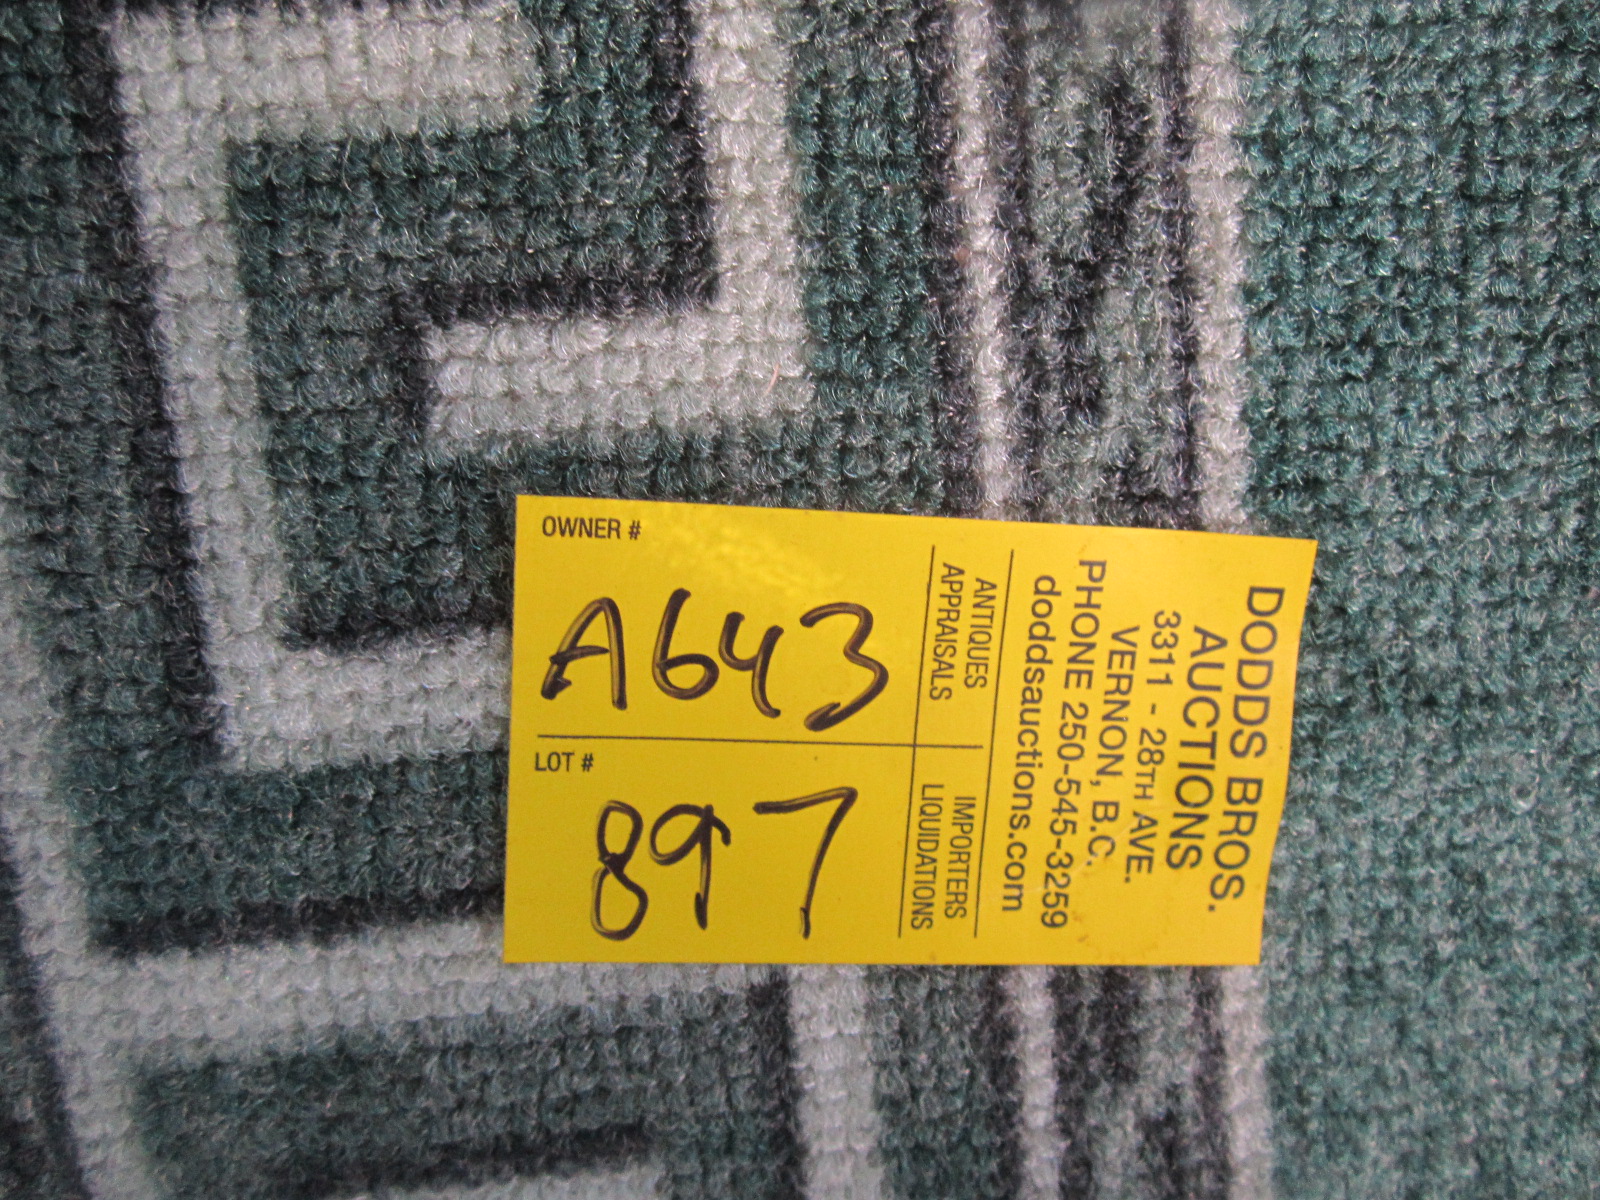 DODDS BROS.
AUCTIONS
3311 - 28TH AVE.
VERNON, B.C.
PHONE 250-545-3259
doddsauctions.com
ANTIQUES
APPRAISALS
IMPORTERS
LIQUIDATIONS
OWNER #
A643
LOT #
897